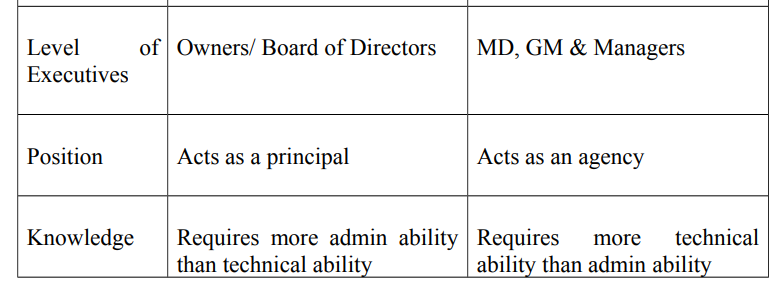 Level of Owners/ Board of Directors MD, GM & Managers
Executives
Position Acts as a principal Acts as an agency
Knowledge Requires more admin ability Requires more technical
than technical ability ability than admin ability